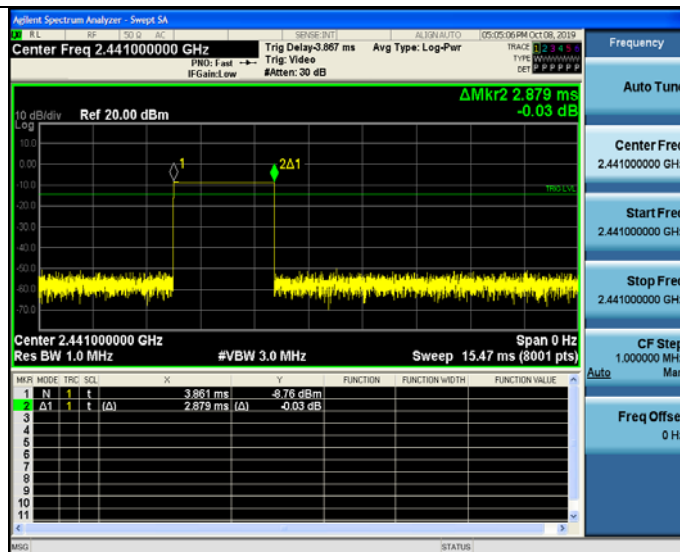 Agilent Spectrum Analyzer - Swept SA
RL RF 50 Ω AC SENSE:INT ALIGN AUTO 05:05:06 PM Oct 08, 2019
Center Freq 2.441000000 GHz
Trig Delay-3.867 ms Avg Type: Log-Pwr TRACE 1 2 3 4 5 6
PNO: Fast Trig: Video TYPE WWWWWW
IFGain:Low #Atten: 30 dB DET P P P P P P
ΔMkr2 2.879 ms
10 dB/div Ref 20.00 dBm -0.03 dB
Log
10.0
0.00
1
2Δ1
-10.0
TRIG LVL
-20.0
-30.0
-40.0
-50.0
-60.0
-70.0
Center 2.441000000 GHz Span 0 Hz
Res BW 1.0 MHz #VBW 3.0 MHz Sweep 15.47 ms (8001 pts)
MKR MODE TRC SCL X Y FUNCTION FUNCTION WIDTH FUNCTION VALUE
1 N 1 t 3.861 ms -8.76 dBm
2 Δ1 1 t (Δ) 2.879 ms (Δ) -0.03 dB
3
4
5
6
7
8
9
10
11
MSG STATUS
Frequency
Auto Tune
Center Freq
2.441000000 GHz
Start Freq
2.441000000 GHz
Stop Freq
2.441000000 GHz
CF Step
1.000000 MHz
Auto Man
Freq Offset
0 Hz